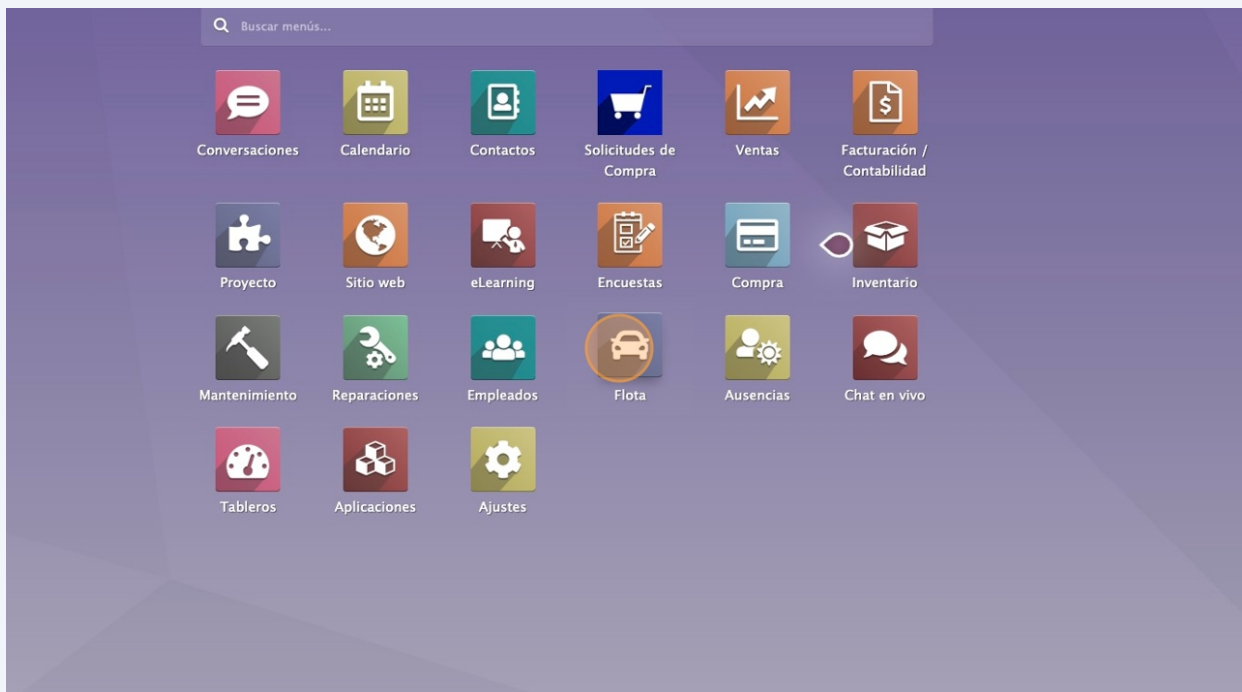 Buscar menús...
Conversaciones
Calendario
Contactos
Solicitudes de
Compra
Ventas
Facturación /
Contabilidad
Proyecto
Sitio web
eLearning
Encuestas
Compra
Inventario
Mantenimiento
Reparaciones
Empleados
Flota
Ausencias
Chat en vivo
Tableros
Aplicaciones
Ajustes